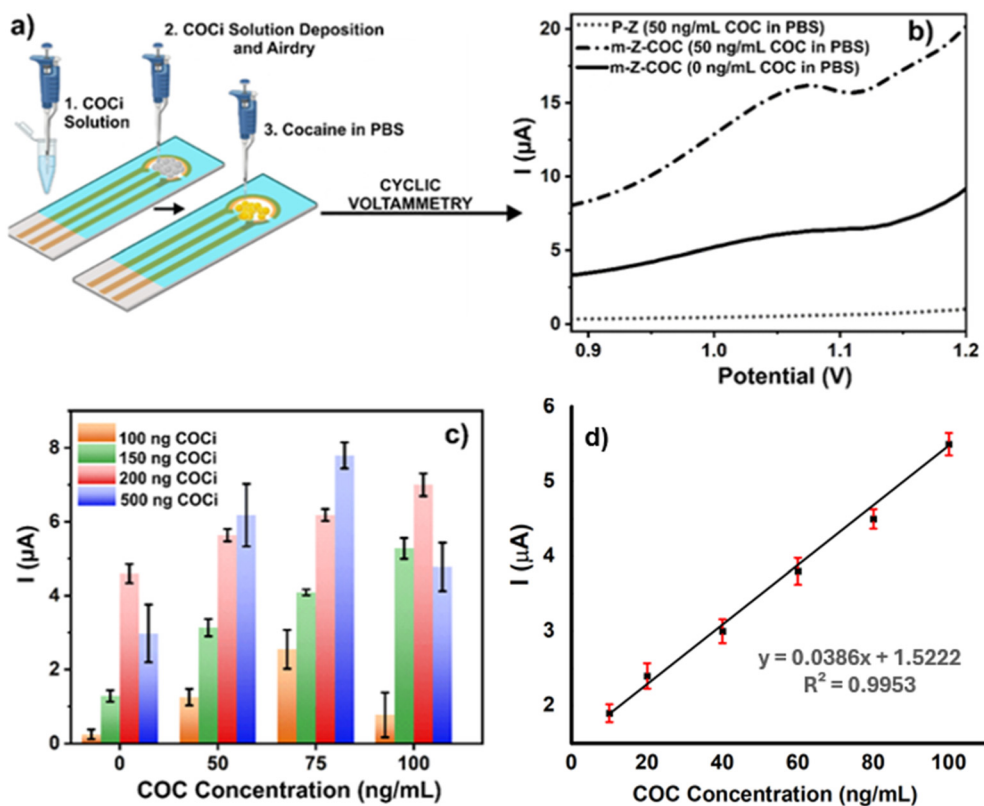 a)
1. COCi
Solution
2. COCi Solution Deposition
and Airdry
3. Cocaine in PBS
CYCLIC
VOLTAMMETRY
b)
P-Z (50 ng/mL COC in PBS)
m-Z-COC (50 ng/mL COC in PBS)
m-Z-COC (0 ng/mL COC in PBS)
I (µA)
20
15
10
5
0
0.9 1.0 1.1 1.2
Potential (V)
c)
100 ng COCi
150 ng COCi
200 ng COCi
500 ng COCi
I (µA)
8
6
4
2
0
0 50 75 100
COC Concentration (ng/mL)
d)
I (µA)
6
5
4
3
2
y = 0.0386x + 1.5222
R² = 0.9953
0 20 40 60 80 100
COC Concentration (ng/mL)